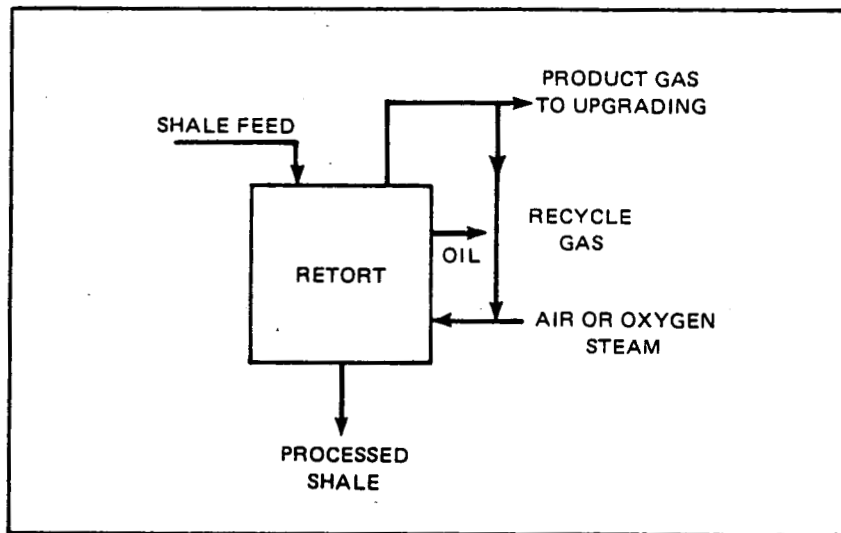 PRODUCT GAS
TO UPGRADING
SHALE FEED
RECYCLE
GAS
OIL
RETORT
AIR OR OXYGEN
STEAM
PROCESSED
SHALE